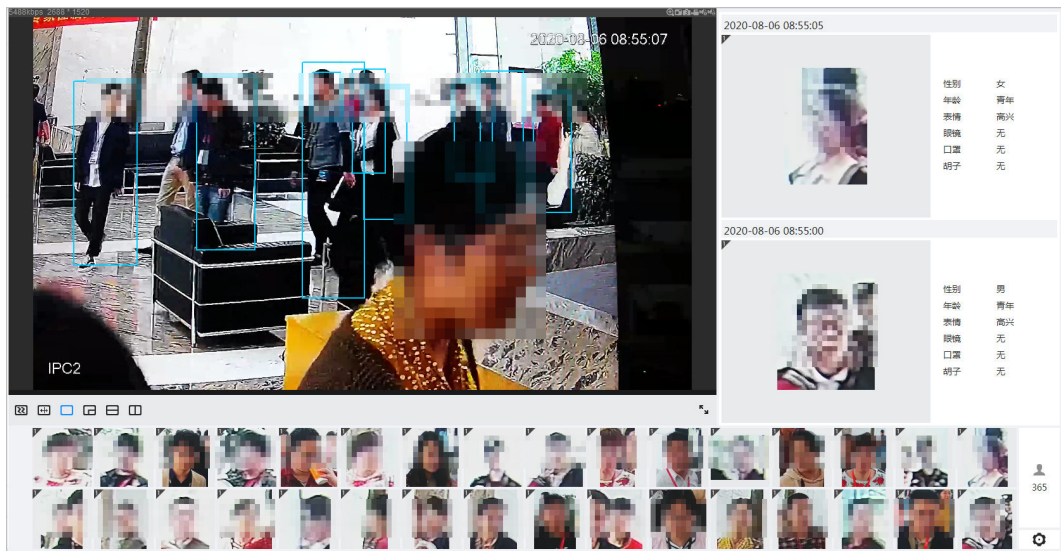 5488kbps 2688*1520
2020-08-06 08:55:07
IPC2
2020-08-06 08:55:05
性别 女
年龄 青年
表情 高兴
眼镜 无
口罩 无
胡子 无
2020-08-06 08:55:00
性别 男
年龄 青年
表情 高兴
眼镜 无
口罩 无
胡子 无
365